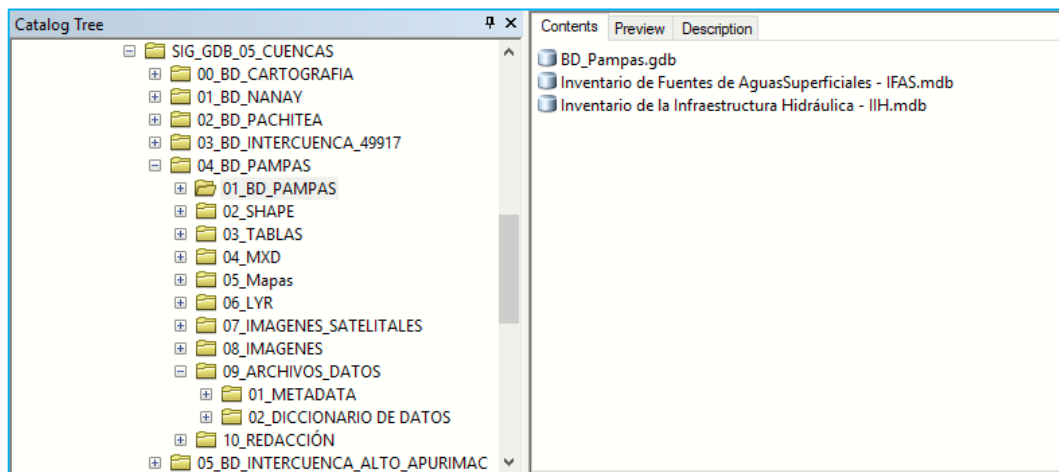 Catalog Tree
SIG_GDB_05_CUENCAS
00_BD_CARTOGRAFIA
01_BD_NANAY
02_BD_PACHITEA
03_BD_INTERCUENCA_49917
04_BD_PAMPAS
01_BD_PAMPAS
02_SHAPE
03_TABLAS
04_MXD
05_Mapas
06_LYR
07_IMAGENES_SATELITALES
08_IMAGENES
09_ARCHIVOS_DATOS
01_METADATA
02_DICCIONARIO DE DATOS
10_REDACCIÓN
05_BD_INTERCUENCA_ALTO_APURIMAC
Contents Preview Description
BD_Pampas.gdb
Inventario de Fuentes de AguasSuperficiales - IFAS.mdb
Inventario de la Infraestructura Hidráulica - IIH.mdb